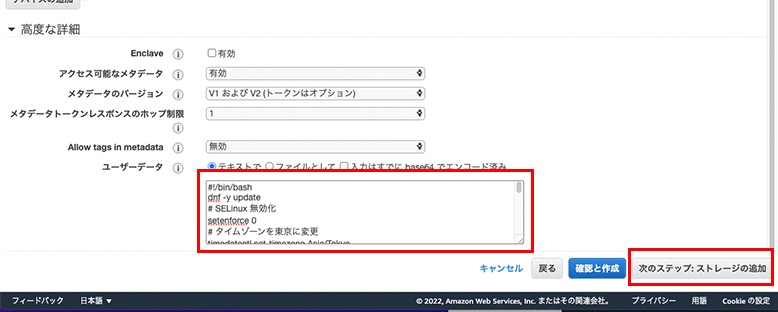 デバイスの追加
高度な詳細
Enclave 有効
アクセス可能なメタデータ 有効
メタデータのバージョン V1 および V2 (トークンはオプション)
メタデータトークンレスポンスのホップ制限 1
Allow tags in metadata 無効
ユーザーデータ テキストで ファイルとして 入力はすでに base64 でエンコード済み
#!/bin/bash
dnf -y update
# SELinux 無効化
setenforce 0
# タイムゾーンを東京に変更
timedatectl set-timezone Asia/Tokyo
キャンセル 戻る 確認と作成 次のステップ: ストレージの追加
フィードバック 日本語 © 2022, Amazon Web Services, Inc. またはその関連会社。 プライバシー 用語 Cookie の設定